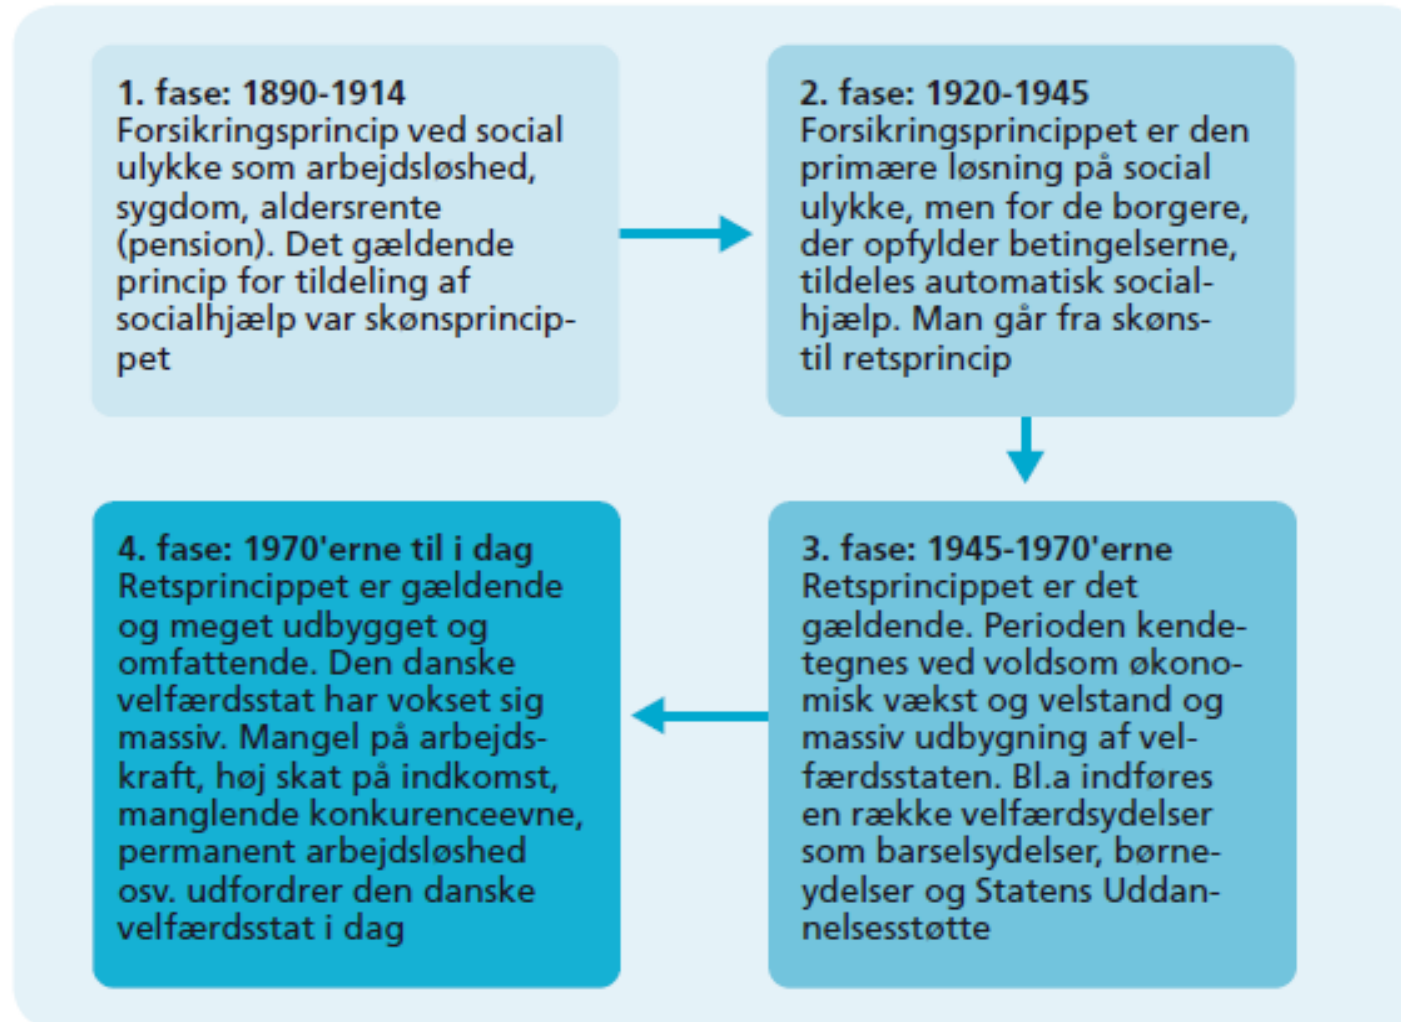 1. fase: 1890-1914
Forsikringsprincip ved social
ulykke som arbejdsløshed,
sygdom, aldersrente
(pension). Det gældende
princip for tildeling af
socialhjælp var skønsprincip-
pet
2. fase: 1920-1945
Forsikringsprincippet er den
primære løsning på social
ulykke, men for de borgere,
der opfylder betingelserne,
tildeles automatisk social-
hjælp. Man går fra skøns-
til retsprincip
3. fase: 1945-1970'erne
Retsprincippet er det
gældende. Perioden kende-
tegnes ved voldsom økono-
misk vækst og velstand og
massiv udbygning af vel-
færdsstaten. Bl.a indføres
en række velfærdsydelser
som barselsydelser, børne-
ydelser og Statens Uddan-
nelsesstøtte
4. fase: 1970'erne til i dag
Retsprincippet er gældende
og meget udbygget og
omfattende. Den danske
velfærdsstat har vokset sig
massiv. Mangel på arbejds-
kraft, høj skat på indkomst,
manglende konkurenceevne,
permanent arbejdsløshed
osv. udfordrer den danske
velfærdsstat i dag